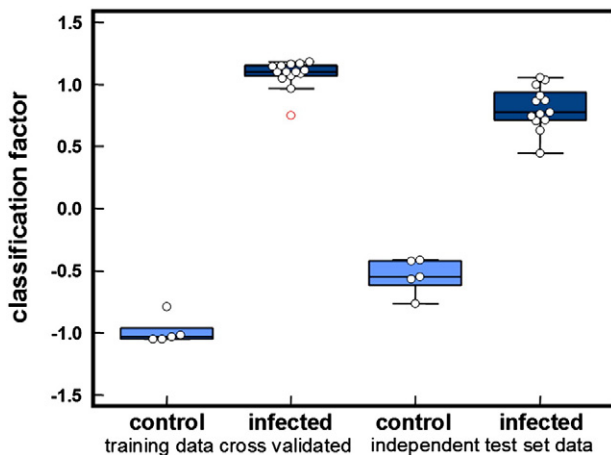 classification factor
1.5
1.0
0.5
0.0
-0.5
-1.0
-1.5
control infected control infected
training data cross validated independent test set data